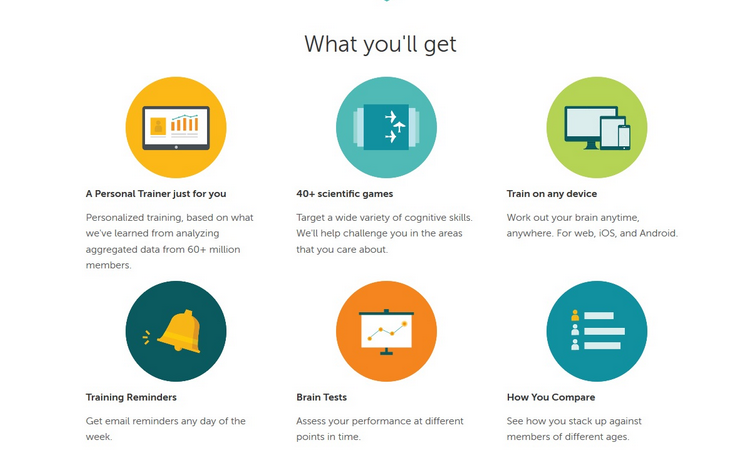 What you'll get
A Personal Trainer just for you
Personalized training, based on what
we've learned from analyzing
aggregated data from 60+ million
members.
40+ scientific games
Target a wide variety of cognitive skills.
We'll help challenge you in the areas
that you care about.
Train on any device
Work out your brain anytime,
anywhere. For web, iOS, and Android.
Training Reminders
Get email reminders any day of the
week.
Brain Tests
Assess your performance at different
points in time.
How You Compare
See how you stack up against
members of different ages.